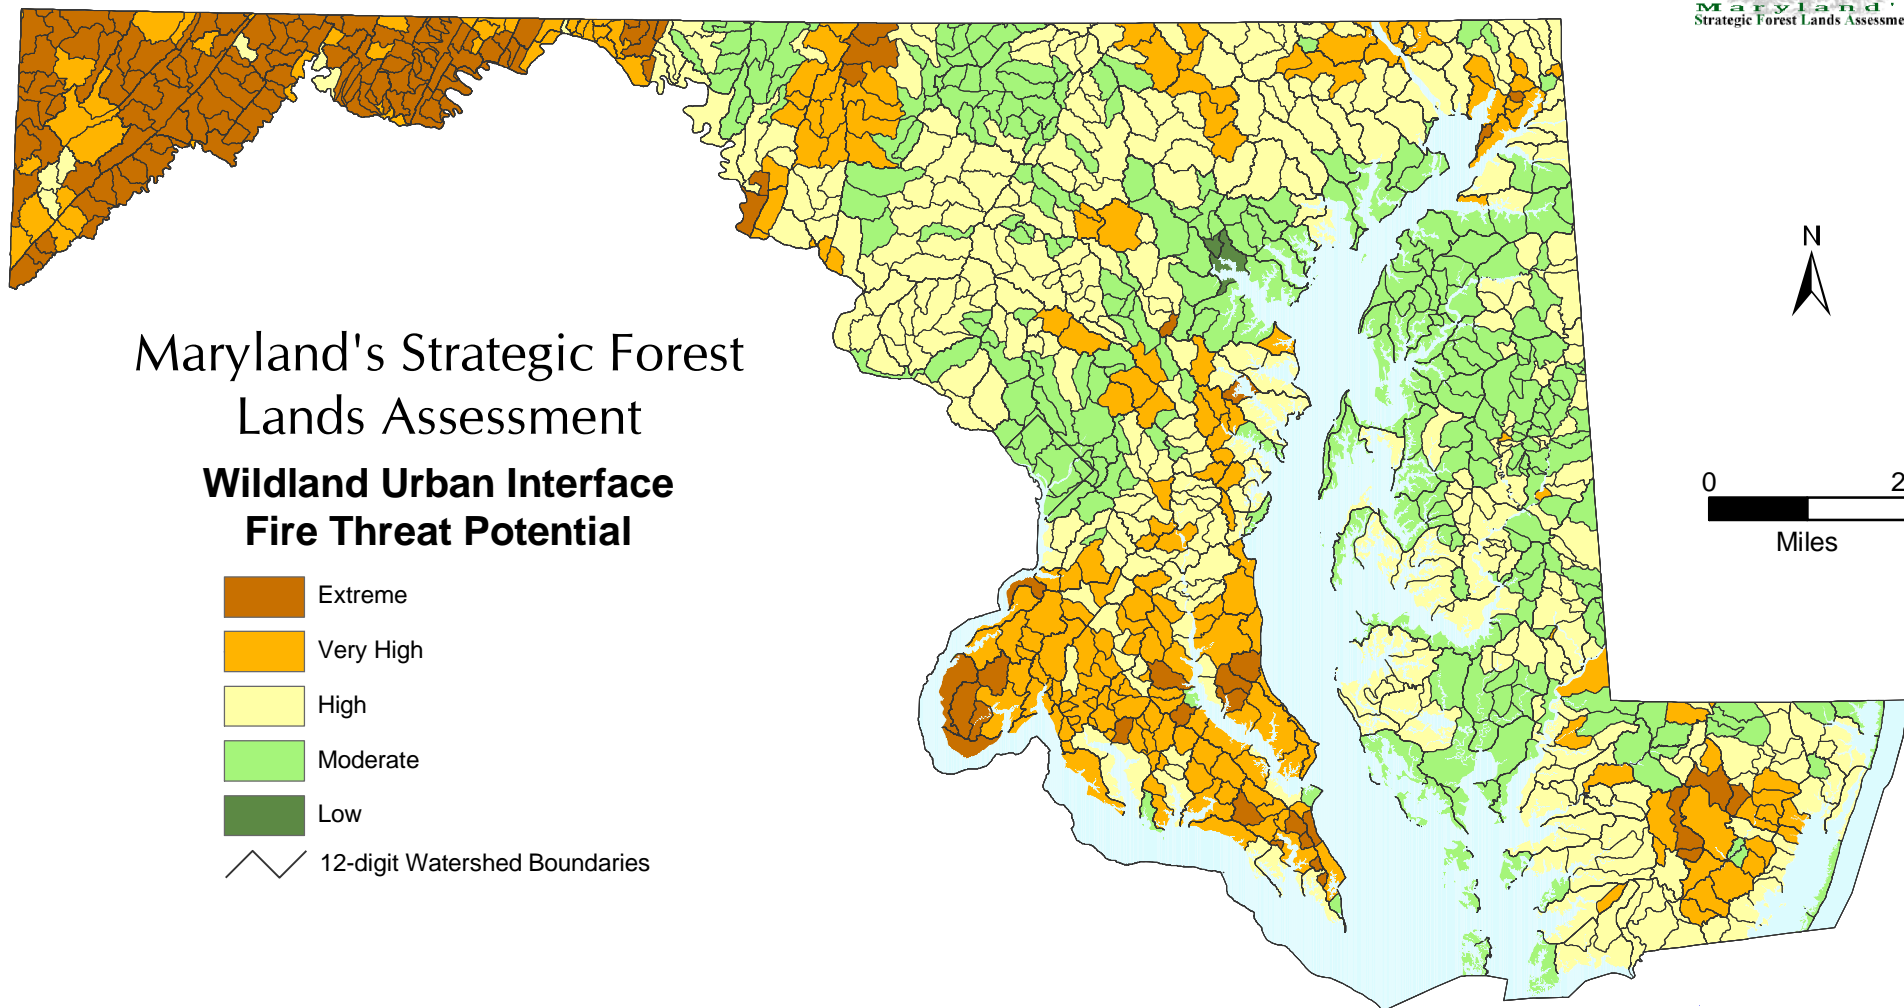 Maryland'
Strategic Forest Lands Assessme
N
0 2
Miles
Maryland's Strategic Forest
Lands Assessment
Wildland Urban Interface
Fire Threat Potential
Extreme
Very High
High
Moderate
Low
12-digit Watershed Boundaries